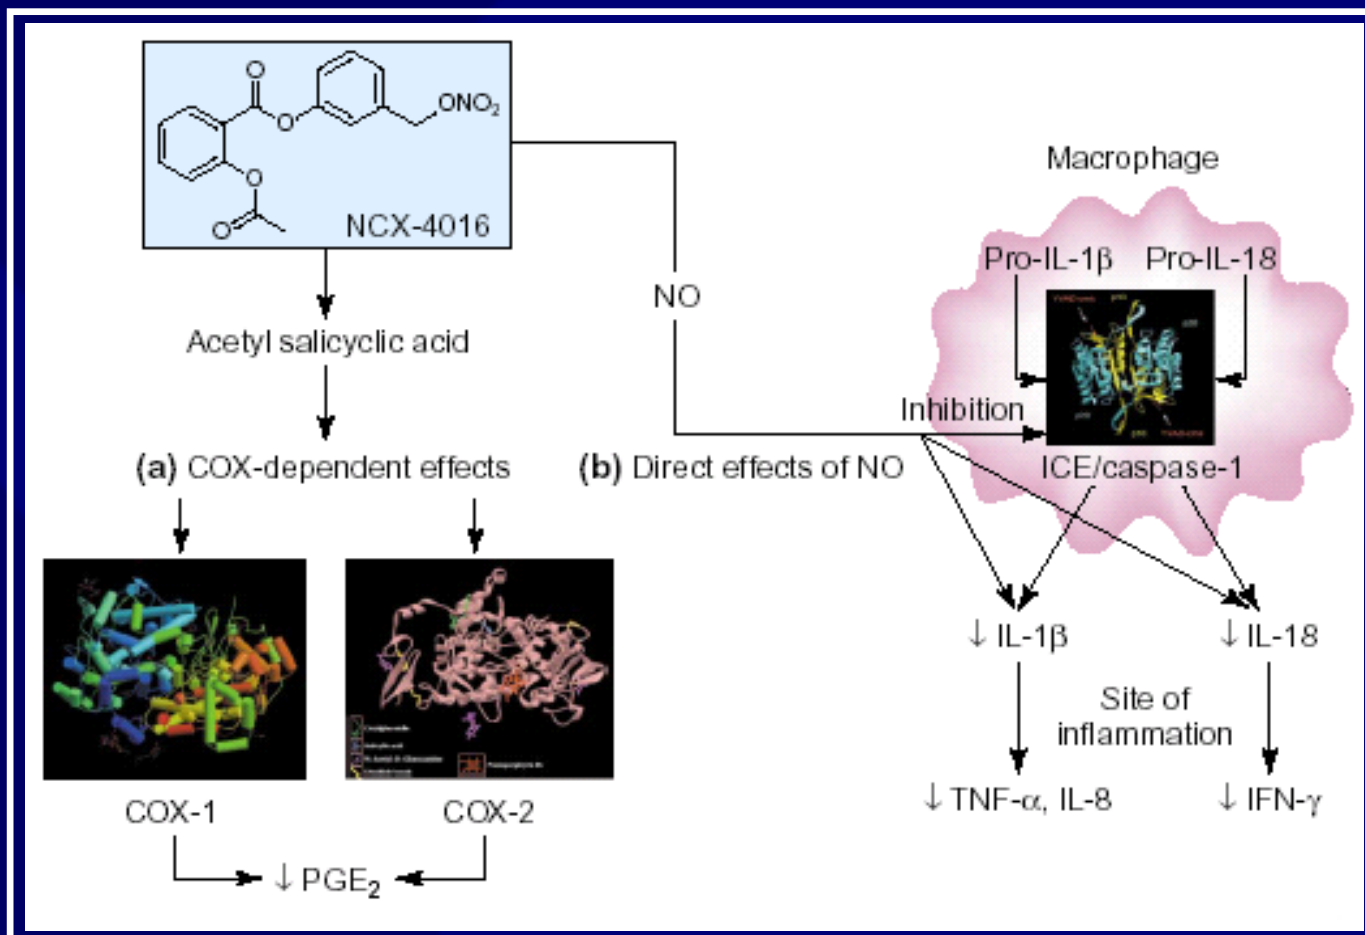 O
O
ONO2
O
O
NCX-4016
Acetyl salicyclic acid
(a) COX-dependent effects
COX-1
COX-2
↓ PGE2
NO
(b) Direct effects of NO
Macrophage
Pro-IL-1β Pro-IL-18
Inhibition
ICE/caspase-1
↓ IL-1β
↓ IL-18
Site of
inflammation
↓ TNF-α, IL-8
↓ IFN-γ